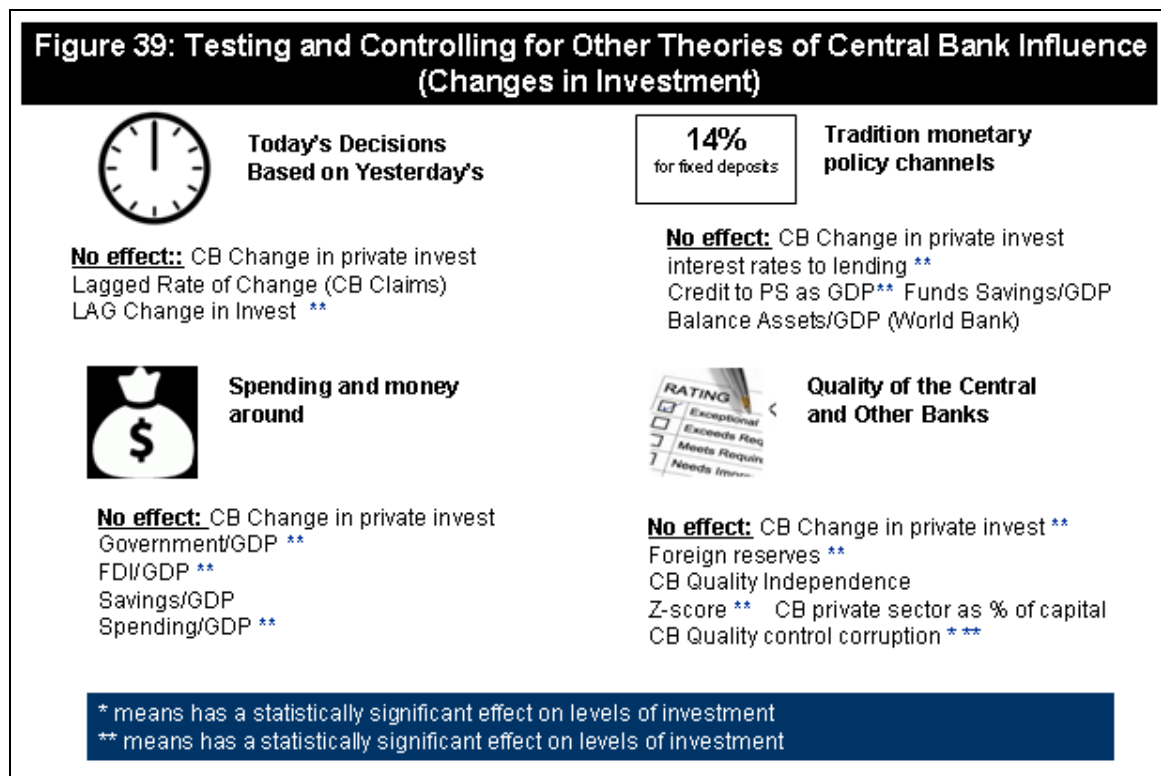 Figure 39: Testing and Controlling for Other Theories of Central Bank Influence
(Changes in Investment)
Today's Decisions
Based on Yesterday's
No effect:: CB Change in private invest
Lagged Rate of Change (CB Claims)
LAG Change in Invest **
14%
for fixed deposits
Tradition monetary
policy channels
No effect: CB Change in private invest
interest rates to lending **
Credit to PS as GDP** Funds Savings/GDP
Balance Assets/GDP (World Bank)
$
Spending and money
around
No effect: CB Change in private invest
Government/GDP **
FDI/GDP **
Savings/GDP
Spending/GDP **
RATING
Exceptional
Exceeds Req
Meets Requir
Needs Impro
Quality of the Central
and Other Banks
No effect: CB Change in private invest **
Foreign reserves **
CB Quality Independence
Z-score ** CB private sector as % of capital
CB Quality control corruption * **
* means has a statistically significant effect on levels of investment
** means has a statistically significant effect on levels of investment